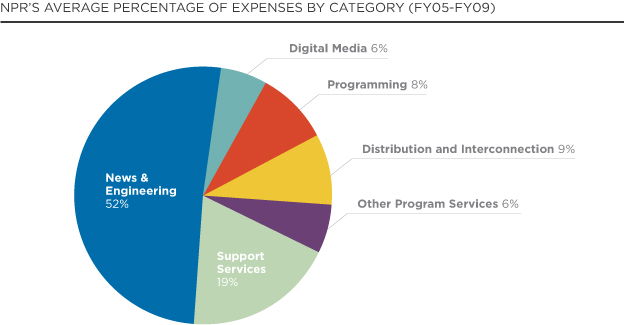 NPR'S AVERAGE PERCENTAGE OF EXPENSES BY CATEGORY (FY05-FY09)
Digital Media 6%
Programming 8%
Distribution and Interconnection 9%
News &
Engineering
52%
Other Program Services 6%
Support
Services
19%